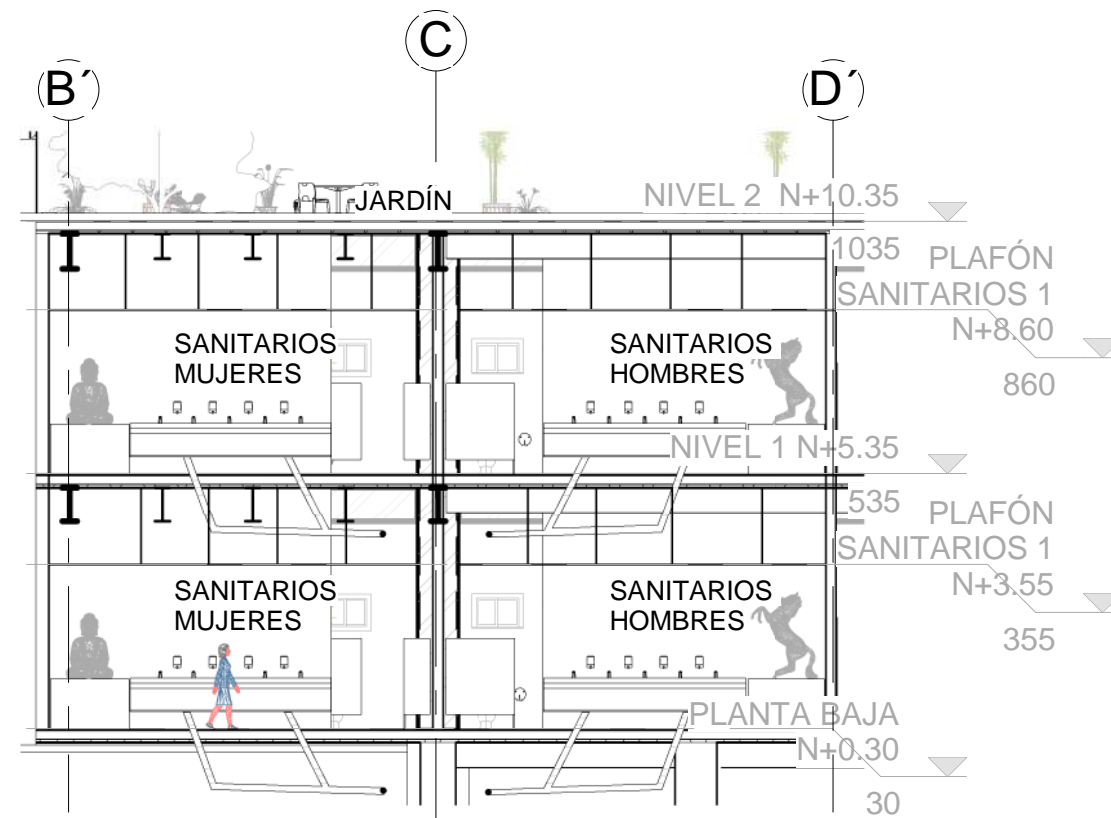 C
B´
D´
JARDÍN
NIVEL 2 N+10.35
1035
PLAFÓN
SANITARIOS 1
N+8.60
860
SANITARIOS
MUJERES
SANITARIOS
HOMBRES
NIVEL 1 N+5.35
535
PLAFÓN
SANITARIOS 1
N+3.55
355
SANITARIOS
MUJERES
SANITARIOS
HOMBRES
PLANTA BAJA
N+0.30
30